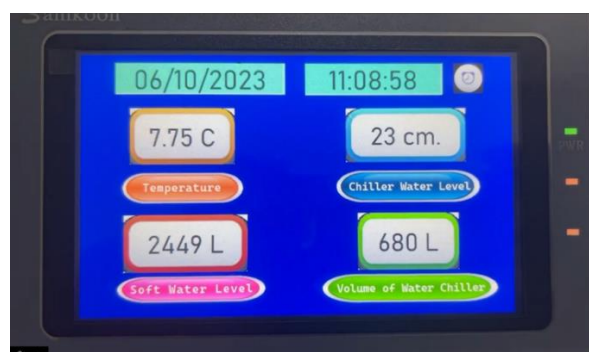 Samkoon
06/10/2023 11:08:58
7.75 C 23 cm.
Temperature Chiller Water Level
2449 L 680 L
Soft Water Level Volume of Water Chiller
PWR